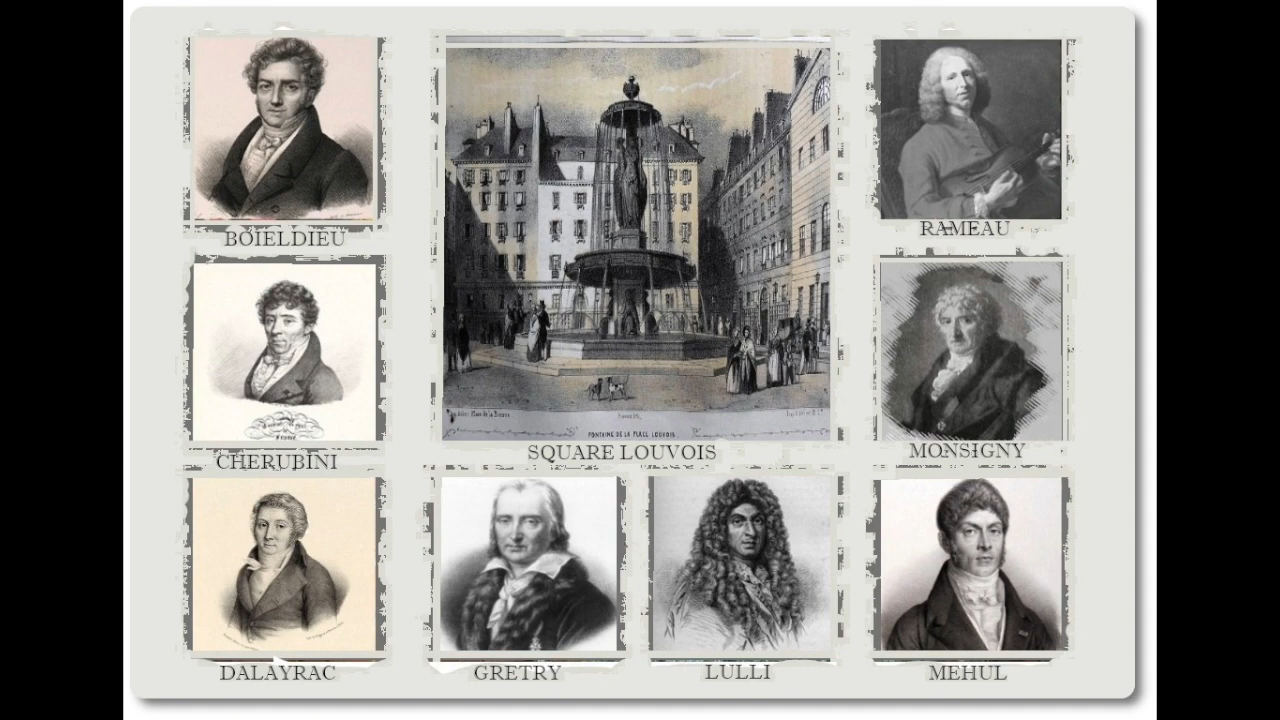 BOIELDIEU
RAMEAU
FONTAINE DE LA PLACE LOUVOIS
SQUARE LOUVOIS
MONSIGNY
CHERUBINI
DALAYRAC
GRETRY
LULLI
MEHUL